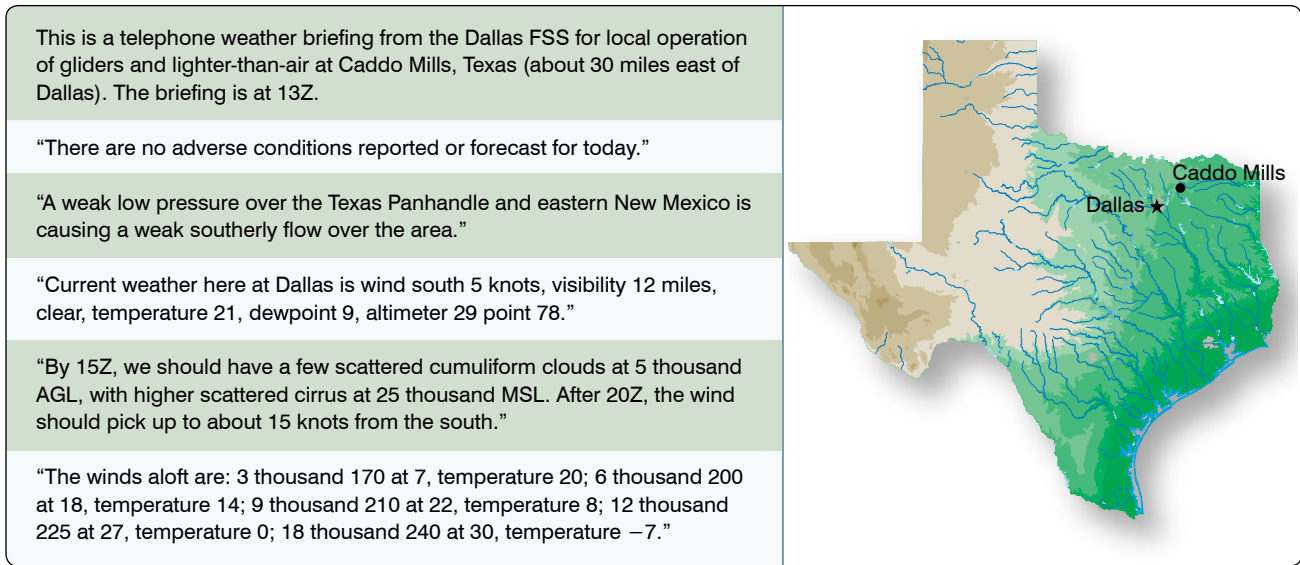 This is a telephone weather briefing from the Dallas FSS for local operation
of gliders and lighter-than-air at Caddo Mills, Texas (about 30 miles east of
Dallas). The briefing is at 13Z.
“There are no adverse conditions reported or forecast for today.”
“A weak low pressure over the Texas Panhandle and eastern New Mexico is
causing a weak southerly flow over the area.”
“Current weather here at Dallas is wind south 5 knots, visibility 12 miles,
clear, temperature 21, dewpoint 9, altimeter 29 point 78.”
“By 15Z, we should have a few scattered cumuliform clouds at 5 thousand
AGL, with higher scattered cirrus at 25 thousand MSL. After 20Z, the wind
should pick up to about 15 knots from the south.”
“The winds aloft are: 3 thousand 170 at 7, temperature 20; 6 thousand 200
at 18, temperature 14; 9 thousand 210 at 22, temperature 8; 12 thousand
225 at 27, temperature 0; 18 thousand 240 at 30, temperature −7.”
Caddo Mills
Dallas